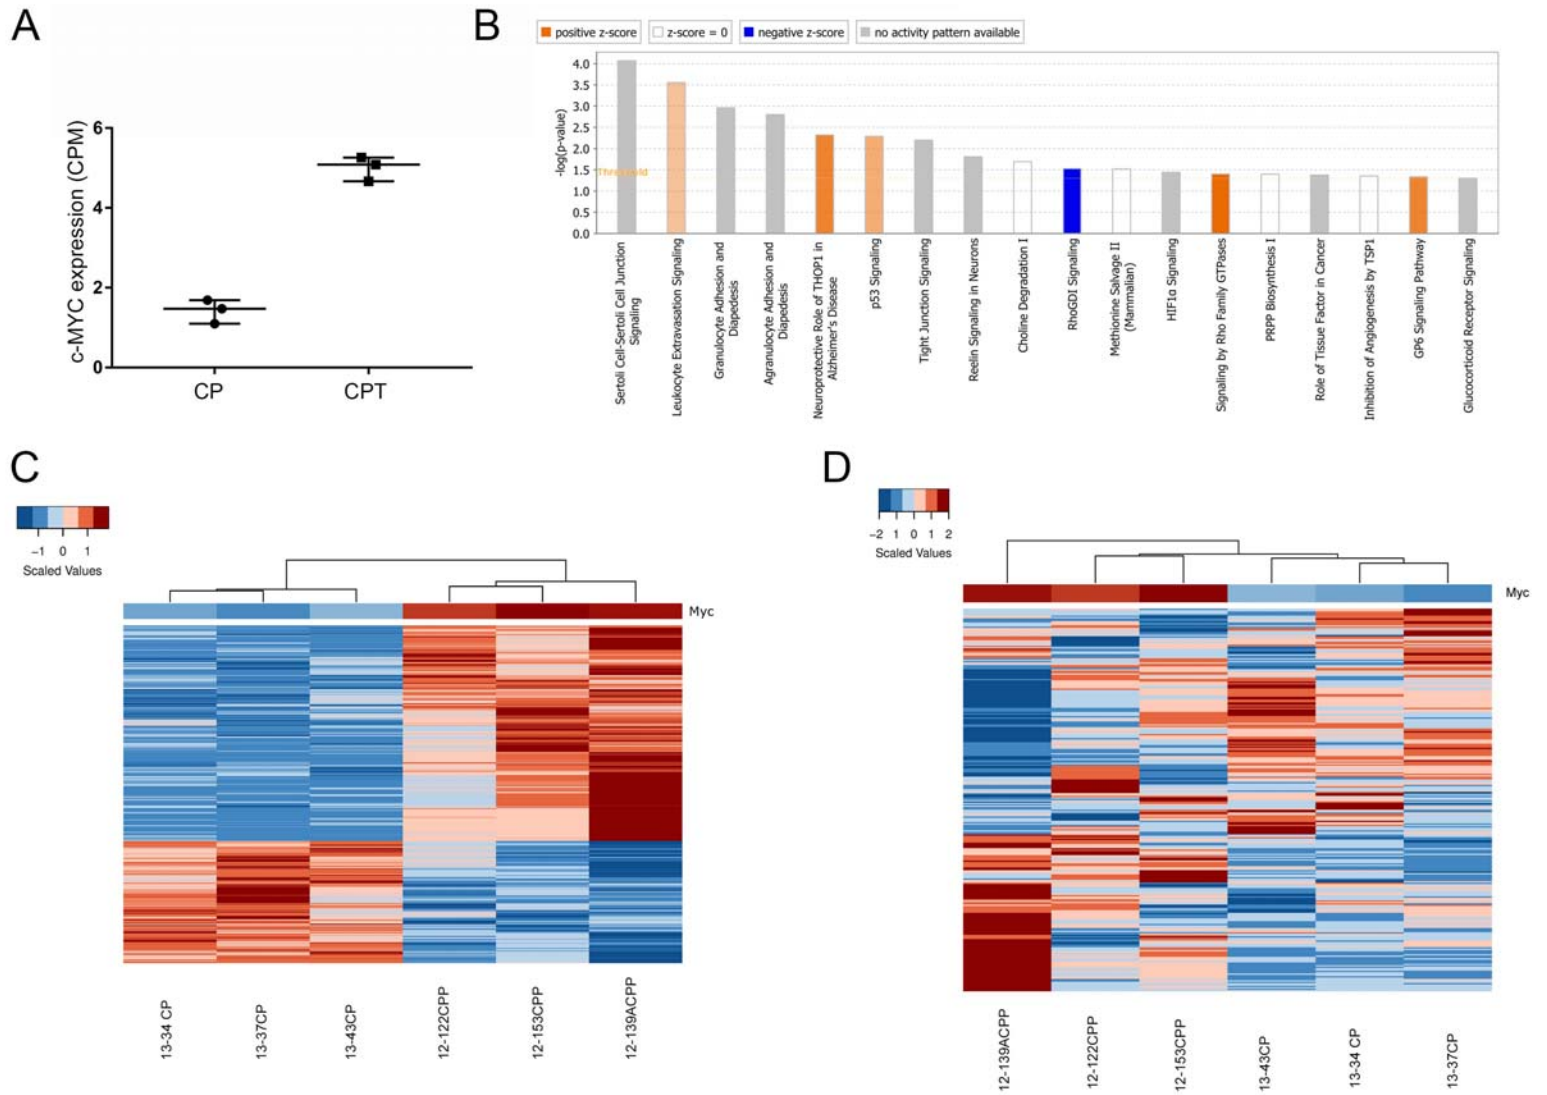 A
c-MYC expression (CPM)
6
4
2
0
CP
CPT
B
positive z-score
z-score = 0
negative z-score
no activity pattern available
-log(p-value)
4.0
3.5
3.0
2.5
2.0
1.5
1.0
0.5
0.0
Threshold
Sertoli Cell-Sertoli Cell Junction
Signaling
Leukocyte Extravasation Signaling
Granulocyte Adhesion and
Diapedesis
Agranulocyte Adhesion and
Diapedesis
Neuroprotective Role of THOP1 in
Alzheimer's Disease
p53 Signaling
Tight Junction Signaling
Reelin Signaling in Neurons
Choline Degradation I
RhoGDI Signaling
Methionine Salvage II
(Mammalian)
HIF1α Signaling
Signaling by Rho Family GTPases
PRPP Biosynthesis I
Role of Tissue Factor in Cancer
Inhibition of Angiogenesis by TSP1
GP6 Signaling Pathway
Glucocorticoid Receptor Signaling
C
−1 0 1
Scaled Values
Myc
13-34 CP
13-37CP
13-43CP
12-122CPP
12-153CPP
12-139ACPP
D
−2 1 0 1 2
Scaled Values
Myc
12-139ACPP
12-122CPP
12-153CPP
13-43CP
13-34 CP
13-37CP